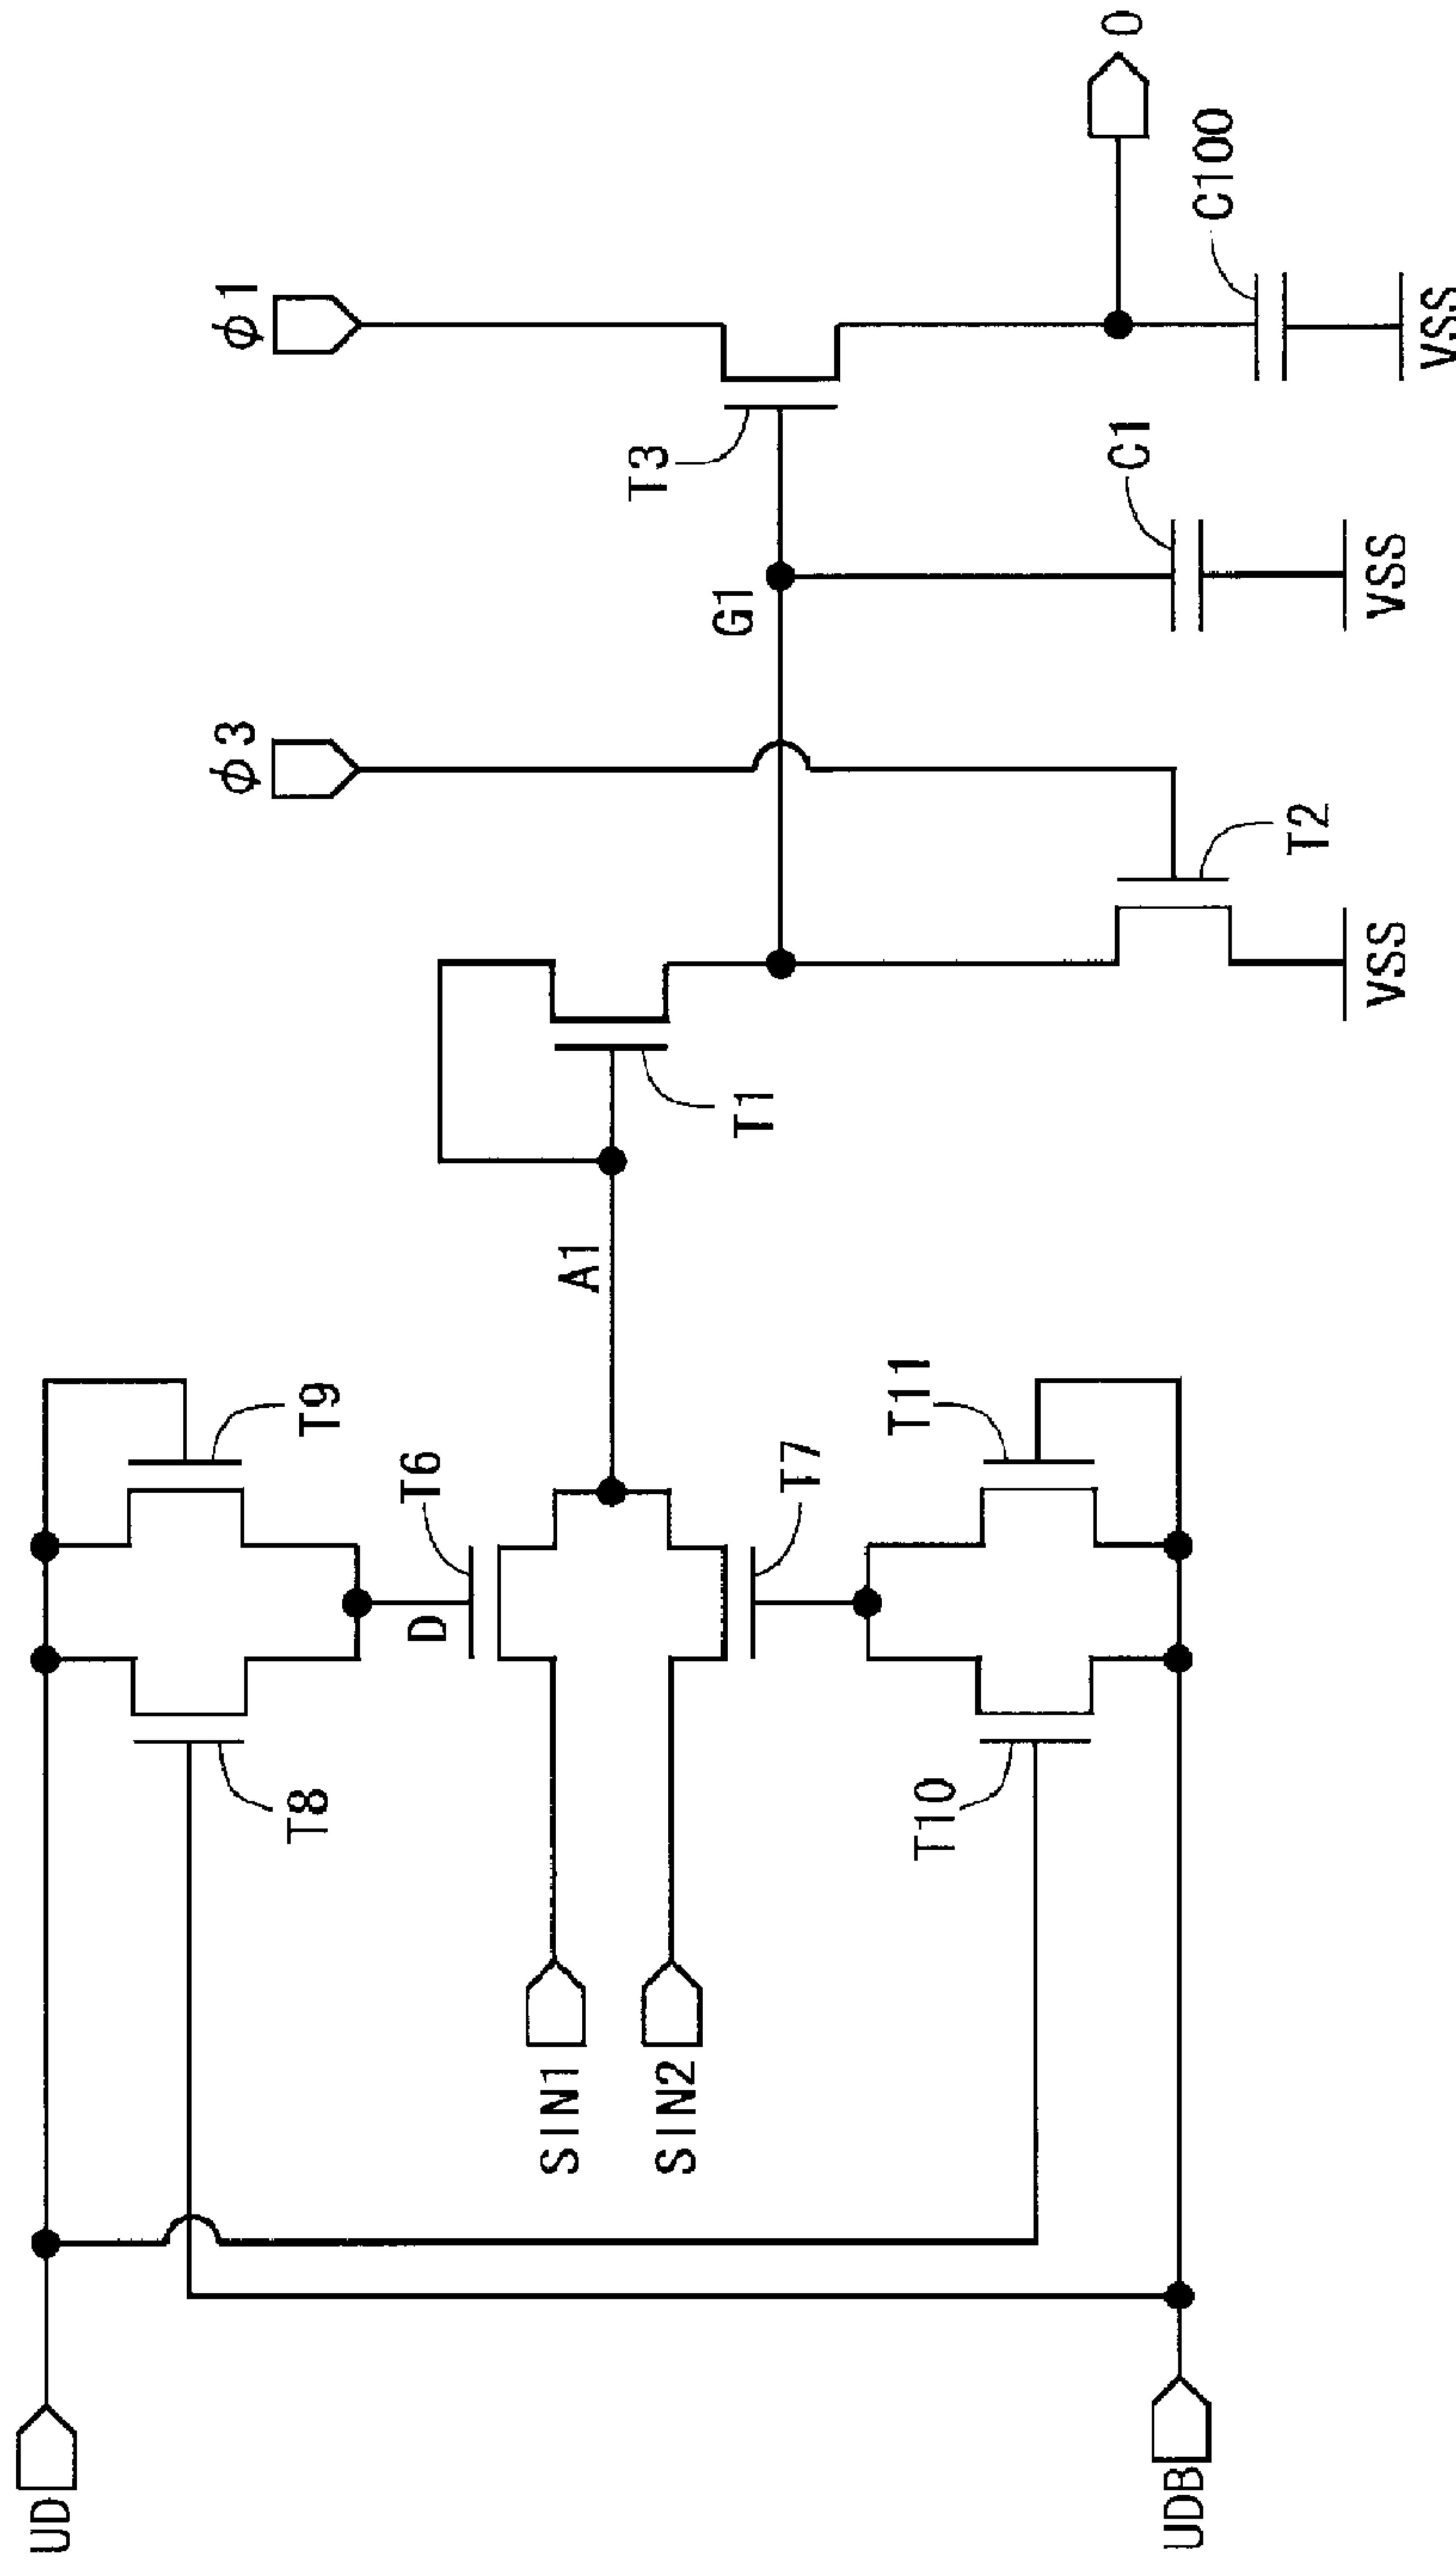 UD
UDB
T8
T9
D
T6
SIN1
SIN2
T7
T10
T11
A1
T1
φ3
T2
VSS
G1
C1
VSS
φ1
T3
O
C100
VSS